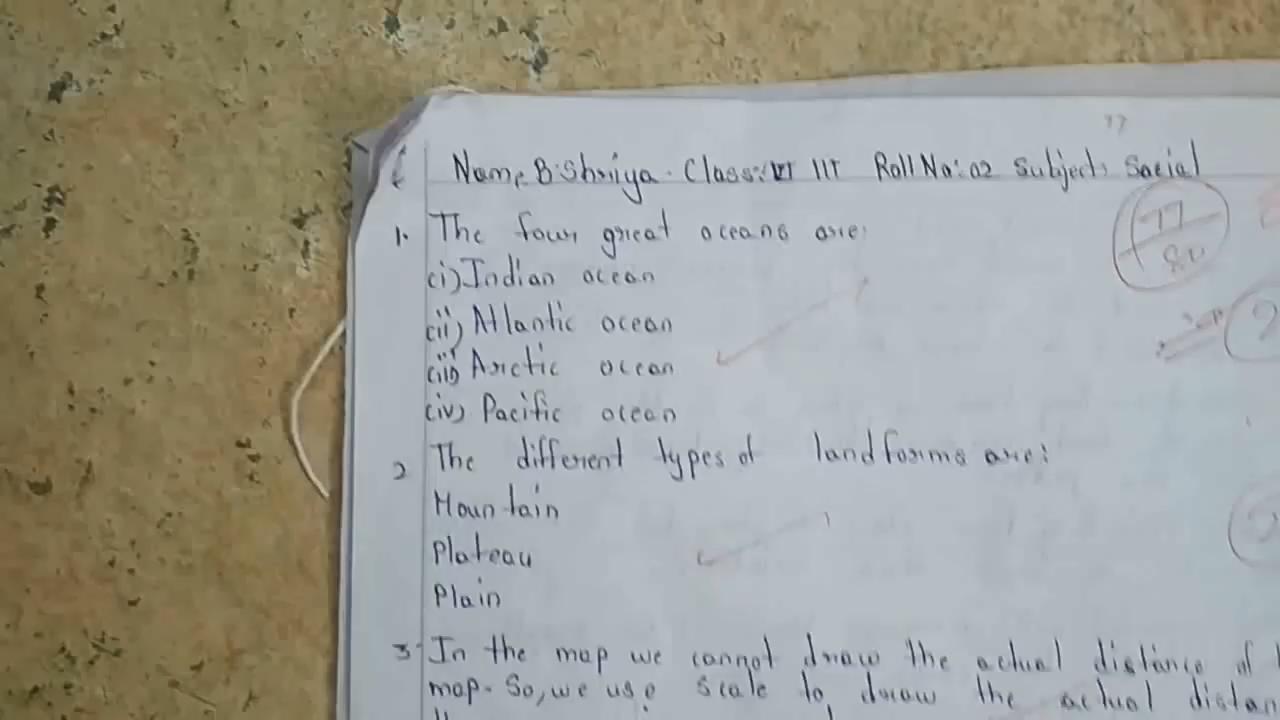 77
Name B. Shriya. Class: III Roll No: 02 Subject: Social
77
80
1. The four great oceans are:
(i) Indian ocean
(ii) Atlantic ocean
(iii) Arctic ocean
(iv) Pacific ocean
2 The different types of landforms are:
Mountain
Plateau
Plain
3. In the map we cannot draw the actual distance of
map. So, we use scale to draw the actual distan